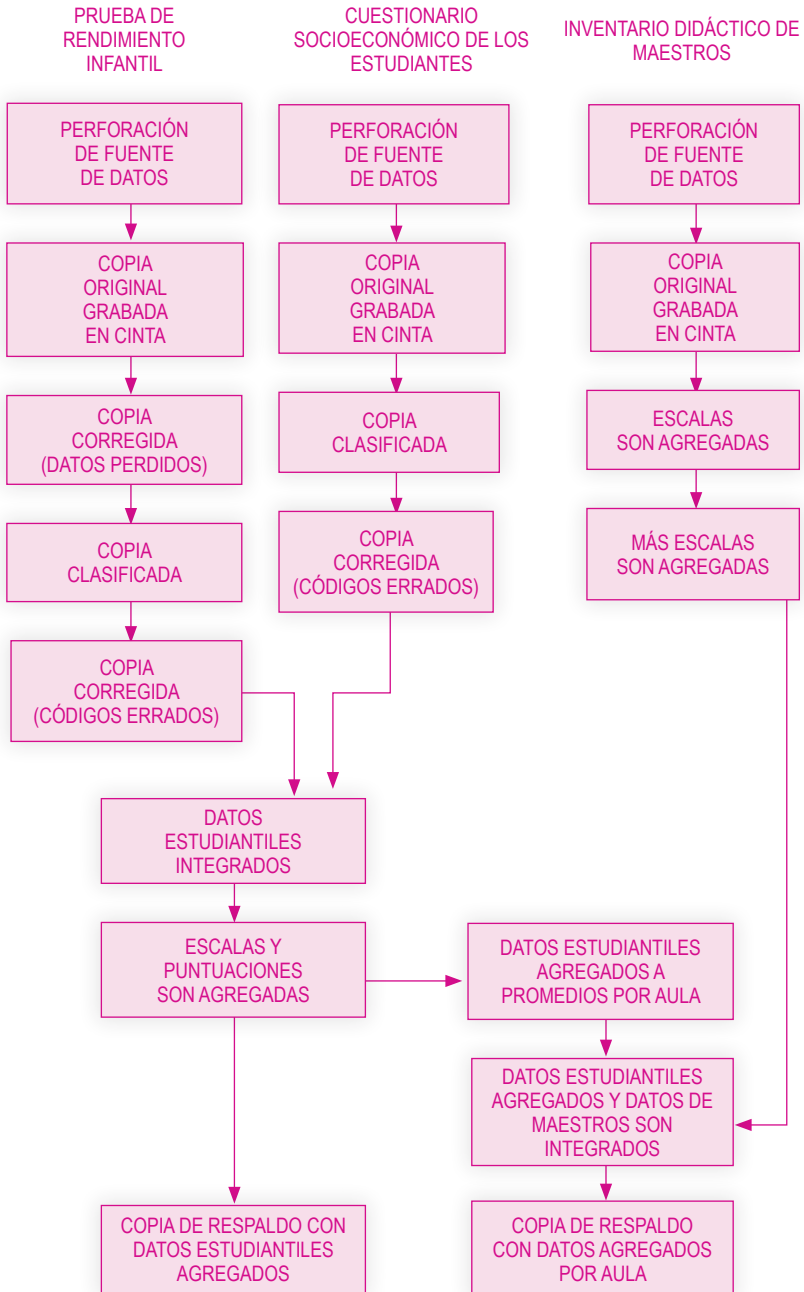 PRUEBA DE
RENDIMIENTO
INFANTIL
CUESTIONARIO
SOCIOECONÓMICO DE LOS
ESTUDIANTES
INVENTARIO DIDÁCTICO DE
MAESTROS
PERFORACIÓN
DE FUENTE
DE DATOS
PERFORACIÓN
DE FUENTE
DE DATOS
PERFORACIÓN
DE FUENTE
DE DATOS
COPIA
ORIGINAL
GRABADA
EN CINTA
COPIA
ORIGINAL
GRABADA
EN CINTA
COPIA
ORIGINAL
GRABADA
EN CINTA
COPIA
CORREGIDA
(DATOS PERDIDOS)
COPIA
CLASIFICADA
ESCALAS
SON AGREGADAS
COPIA
CLASIFICADA
COPIA
CORREGIDA
(CÓDIGOS ERRADOS)
MÁS ESCALAS
SON AGREGADAS
COPIA
CORREGIDA
(CÓDIGOS ERRADOS)
DATOS
ESTUDIANTILES
INTEGRADOS
ESCALAS Y
PUNTUACIONES
SON AGREGADAS
DATOS ESTUDIANTILES
AGREGADOS A
PROMEDIOS POR AULA
DATOS ESTUDIANTILES
AGREGADOS Y DATOS DE
MAESTROS SON
INTEGRADOS
COPIA DE RESPALDO CON
DATOS ESTUDIANTILES
AGREGADOS
COPIA DE RESPALDO
CON DATOS AGREGADOS
POR AULA